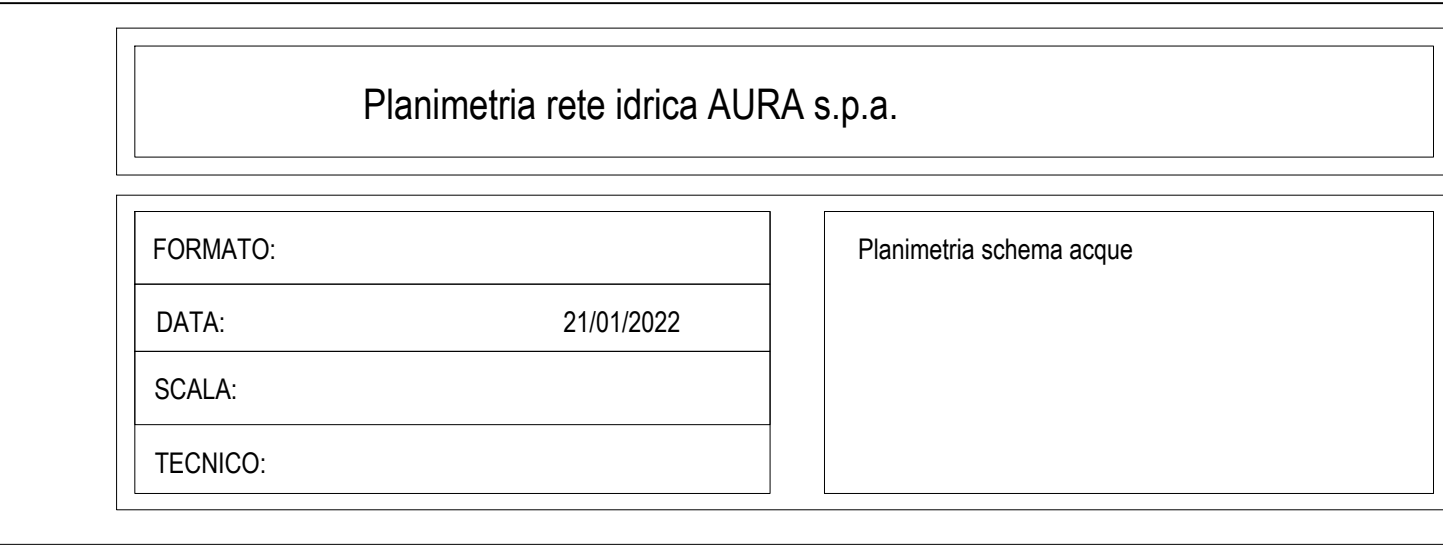 Planimetria rete idrica AURA s.p.a.
FORMATO:
DATA: 21/01/2022
SCALA:
TECNICO:
Planimetria schema acque